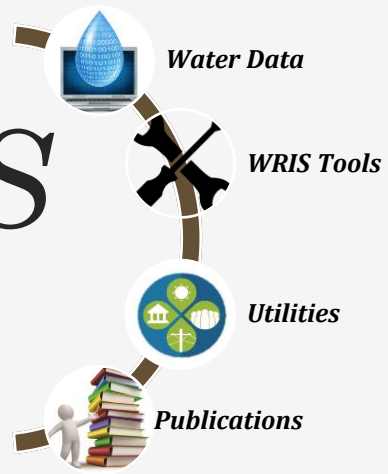 Water Data
S
WRIS Tools
Utilities
Publications